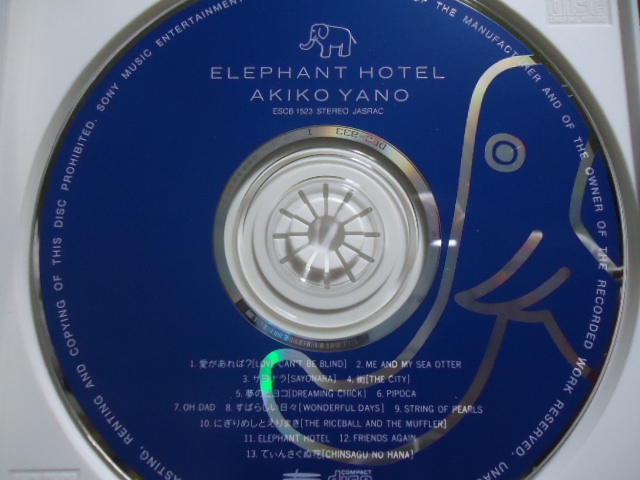 ELEPHANT HOTEL
AKIKO YANO
ESCB 1523 STEREO JASRAC
1. 愛があれば?[LOVE CAN'T BE BLIND] 2. ME AND MY SEA OTTER
3. サヨナラ[SAYONARA] 4. 街[THE CITY]
5. 夢のヒヨコ[DREAMING CHICK] 6. PIPOCA
7. OH DAD 8. すばらしい日々[WONDERFUL DAYS] 9. STRING OF PEARLS
10. にぎりめしとえりまき[THE RICEBALL AND THE MUFFLER]
11. ELEPHANT HOTEL 12. FRIENDS AGAIN
13. てぃんさぐぬ花[CHINSAGU NO HANA]
COMPACT
disc
ASTING, RENTING AND COPYING OF THIS DISC PROHIBITED. SONY MUSIC ENTERTAINMENT
OF THE MANUFACTURER AND OF THE OWNER OF THE RECORDED WORK RESERVED. UNA